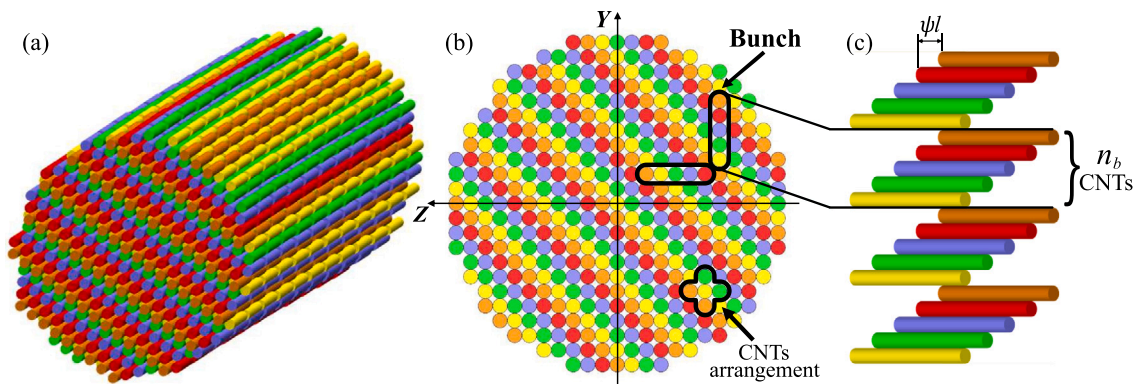 (a)
(b)
Y
Bunch
Z
CNTs
arrangement
(c)
ψl
n_b
CNTs